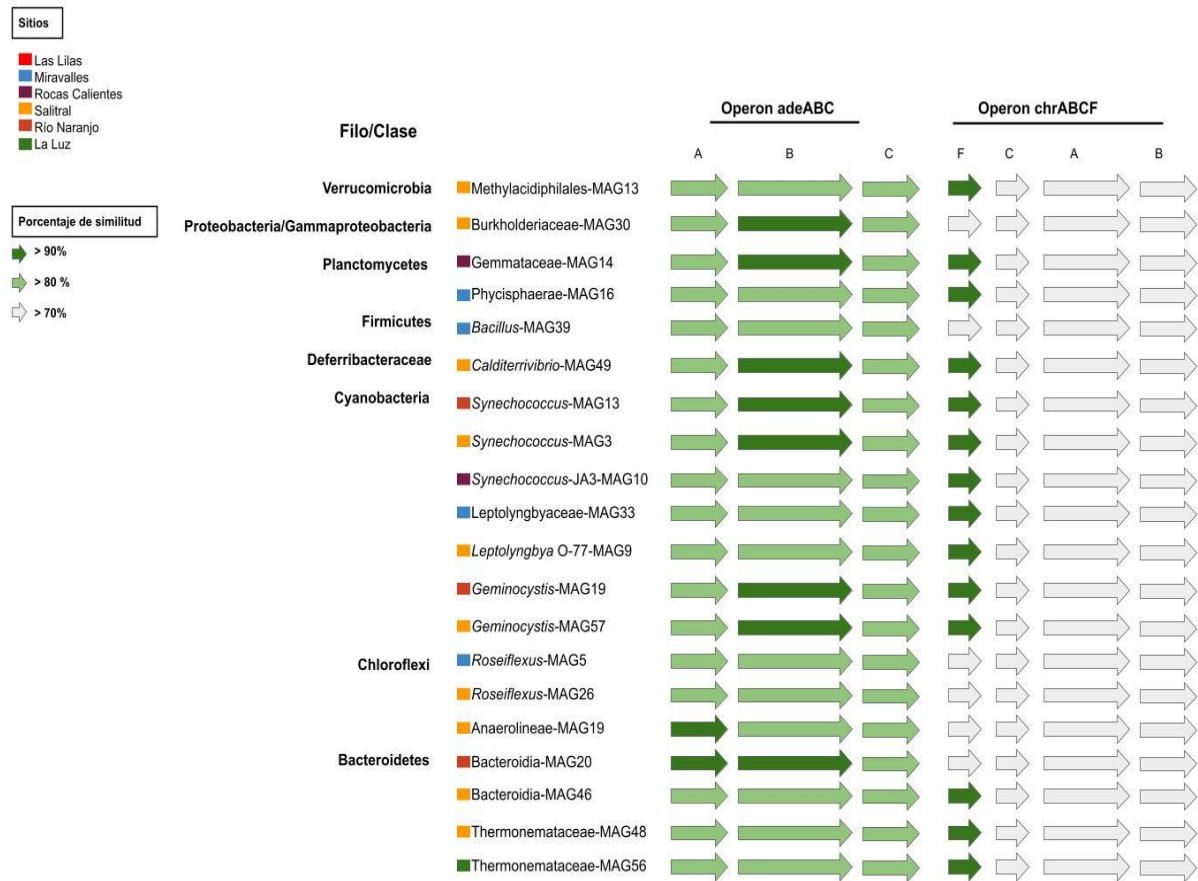 Sitios
Las Lilas
Miravalles
Rocas Calientes
Salitral
Río Naranjo
La Luz
Porcentaje de similitud
> 90%
> 80 %
> 70%
Filo/Clase
Operon adeABC
Operon chrABCF
A B C F C A B
Verrucomicrobia Methylacidiphilales-MAG13
Proteobacteria/Gammaproteobacteria Burkholderiaceae-MAG30
Planctomycetes Gemmataceae-MAG14
Phycisphaerae-MAG16
Firmicutes Bacillus-MAG39
Deferribacteraceae Calditerrivibrio-MAG49
Cyanobacteria Synechococcus-MAG13
Synechococcus-MAG3
Synechococcus-JA3-MAG10
Leptolyngbyaceae-MAG33
Leptolyngbya O-77-MAG9
Geminocystis-MAG19
Geminocystis-MAG57
Chloroflexi Roseiflexus-MAG5
Roseiflexus-MAG26
Anaerolineae-MAG19
Bacteroidetes Bacteroidia-MAG20
Bacteroidia-MAG46
Thermonemataceae-MAG48
Thermonemataceae-MAG56